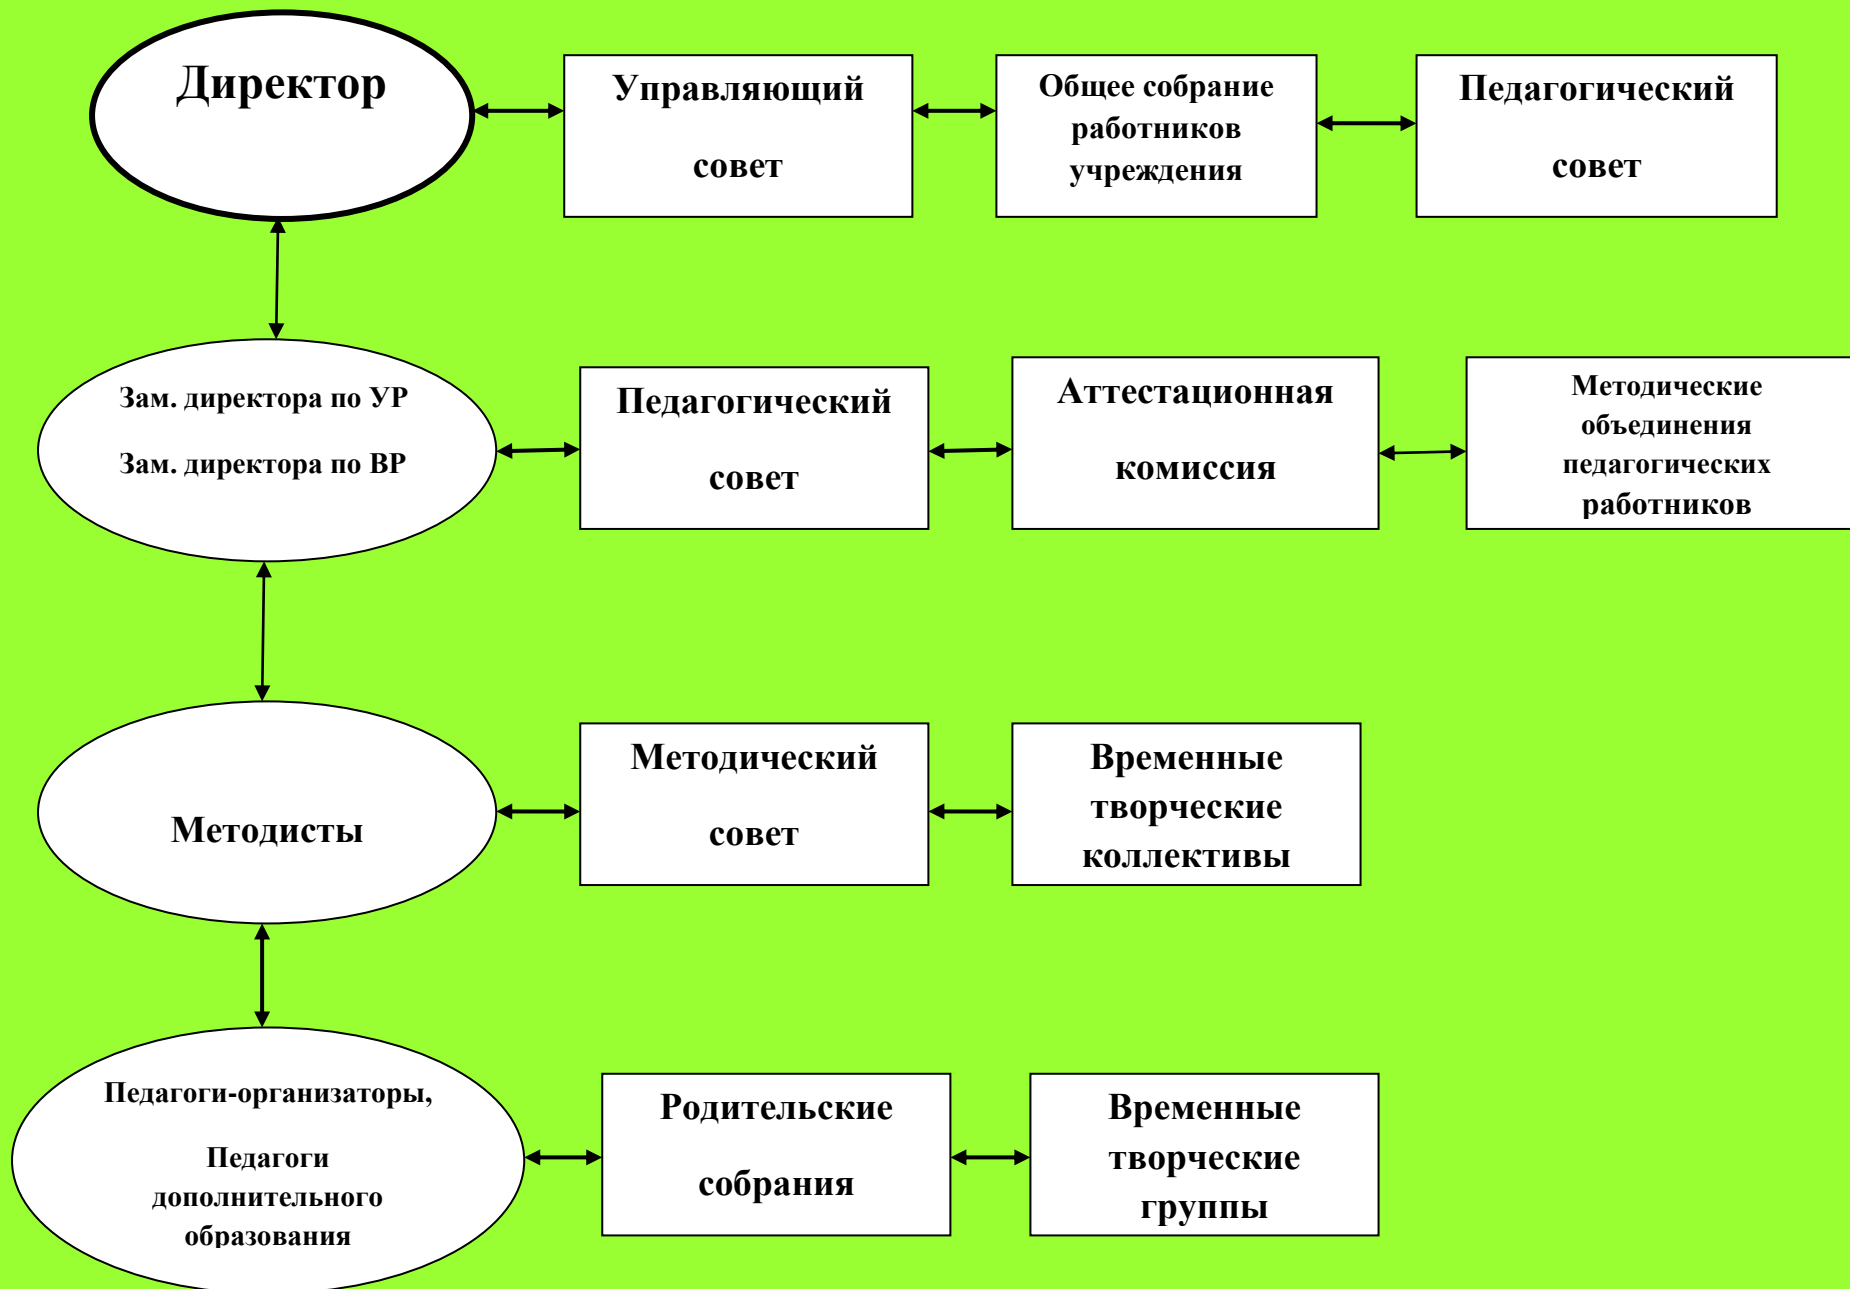 Директор
Управляющий
совет
Общее собрание
работников
учреждения
Педагогический
совет
Зам. директора по УР
Зам. директора по ВР
Педагогический
совет
Аттестационная
комиссия
Методические
объединения
педагогических
работников
Методисты
Методический
совет
Временные
творческие
коллективы
Педагоги-организаторы,
Педагоги
дополнительного
образования
Родительские
собрания
Временные
творческие
группы